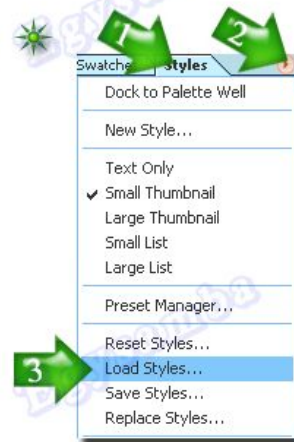 1 2
Swatche Styles
Dock to Palette Well
New Style...
Text Only
Small Thumbnail
Large Thumbnail
Small List
Large List
Preset Manager...
Reset Styles...
3 Load Styles...
Save Styles...
Replace Styles...